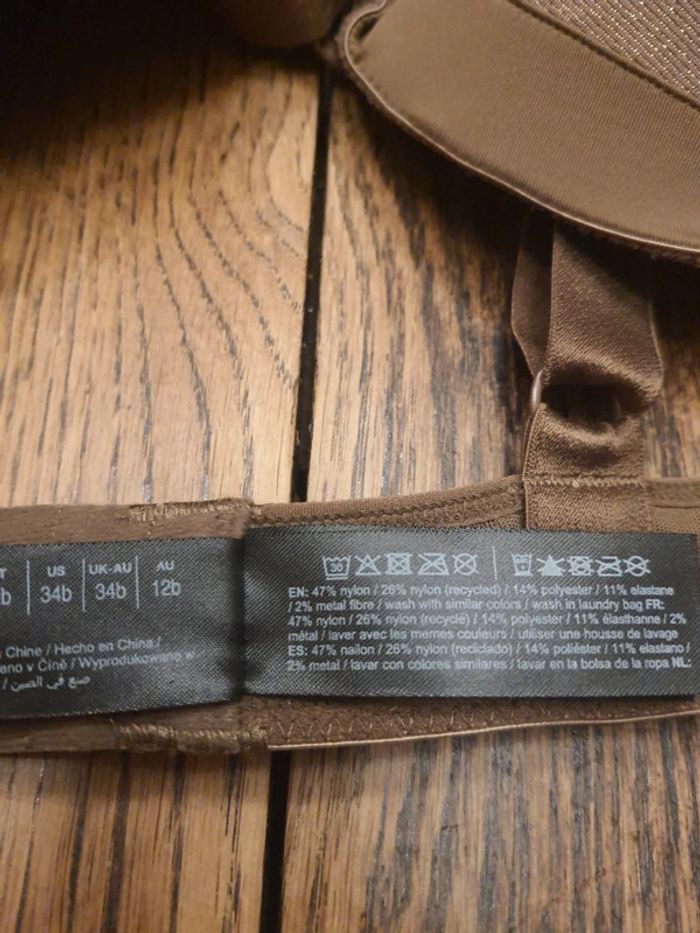 US UK-AU AU
34b 34b 12b
Chine / Hecho en China /
v Číně / Wyprodukowano w
صنع في الصين /
30
EN: 47% nylon / 26% nylon (recycled) / 14% polyester / 11% elastane
/ 2% metal fibre / wash with similar colors / wash in laundry bag FR:
47% nylon / 26% nylon (recyclé) / 14% polyester / 11% élasthanne / 2%
métal / laver avec les memes couleurs / utiliser une housse de lavage
ES: 47% nailon / 26% nylon (reciclado) / 14% poliéster / 11% elastano /
2% metal / lavar con colores similares / lavar en la bolsa de la ropa NL: